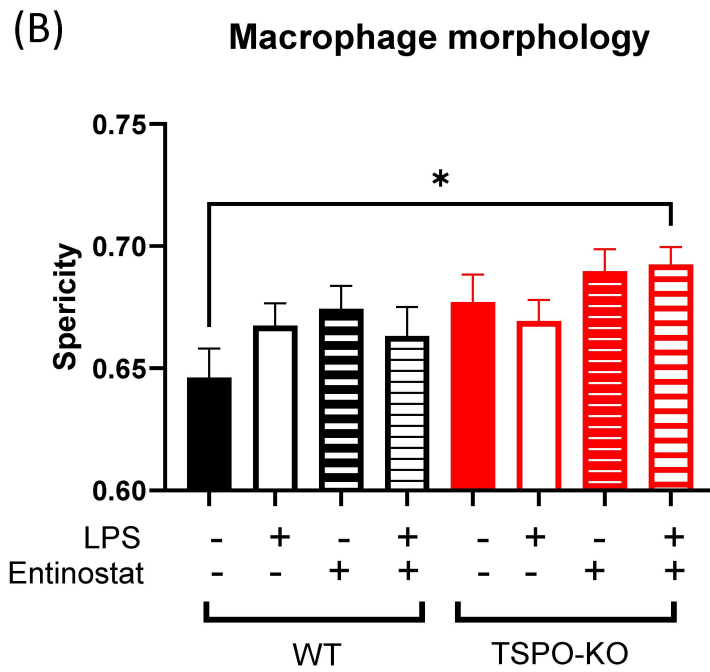 (B)
Macrophage morphology
0.75
*
0.70
Spericity
0.65
0.60
LPS - + - + - + - +
Entinostat - - + + - - + +
WT TSPO-KO